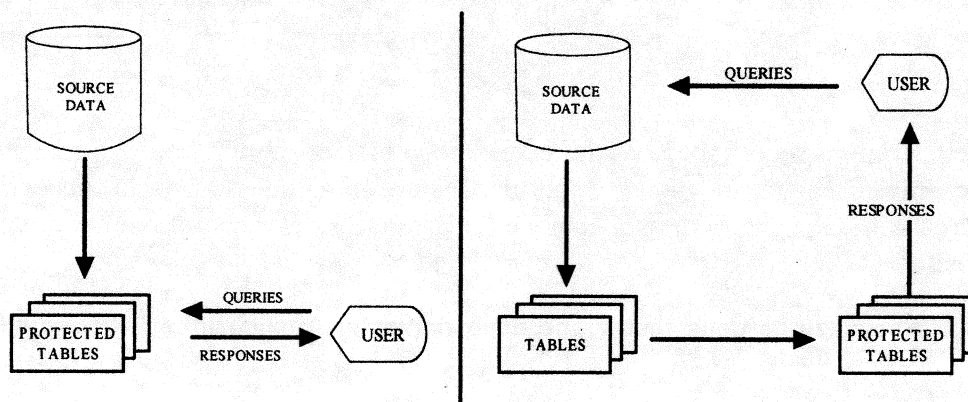 SOURCE
DATA
QUERIES
PROTECTED
TABLES
USER
RESPONSES
SOURCE
DATA
QUERIES
USER
RESPONSES
TABLES
PROTECTED
TABLES